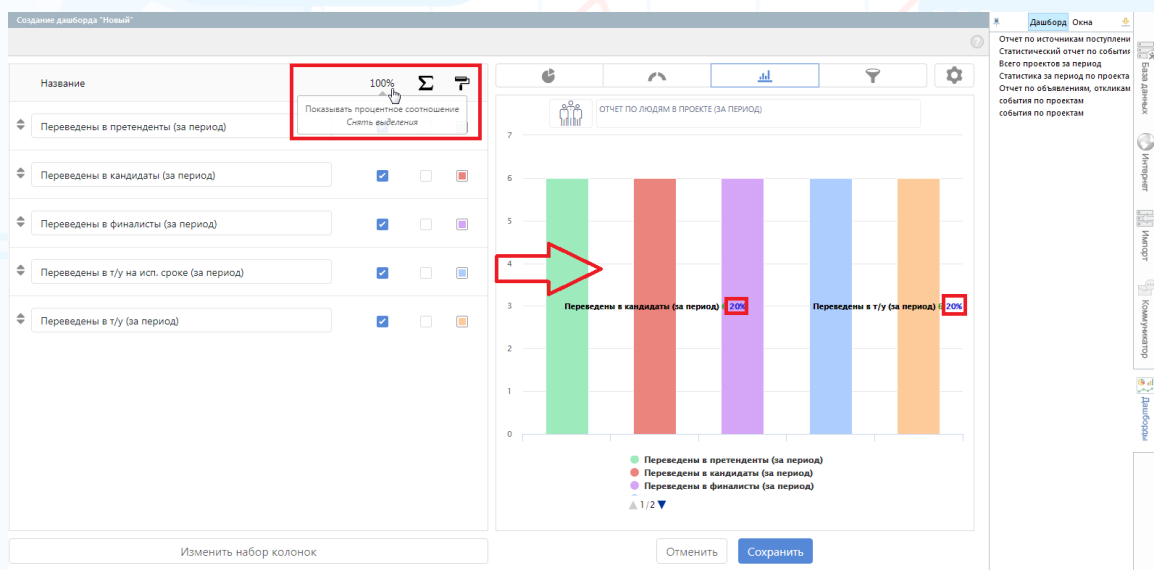 Создание дашборда "Новый"
Название
100%
Σ
Показывать процентное соотношение
Снять выделения
Переведены в претенденты (за период)
Переведены в кандидаты (за период)
Переведены в финалисты (за период)
Переведены в т/у на исп. сроке (за период)
Переведены в т/у (за период)
Изменить набор колонок
ОТЧЕТ ПО ЛЮДЯМ В ПРОЕКТЕ (ЗА ПЕРИОД)
7
6
5
4
3
2
1
0
Переведены в кандидаты (за период) 6 20%
Переведены в т/у (за период) 6 20%
Переведены в претенденты (за период)
Переведены в кандидаты (за период)
Переведены в финалисты (за период)
1/2
Отменить
Сохранить
Дашборд
Окна
Отчет по источникам поступлени
Статистический отчет по события
Всего проектов за период
Статистика за период по проекта
Отчет по объявлениям, откликам
события по проектам
события по проектам
База данных
Интернет
Импорт
Коммуникатор
Дашборды